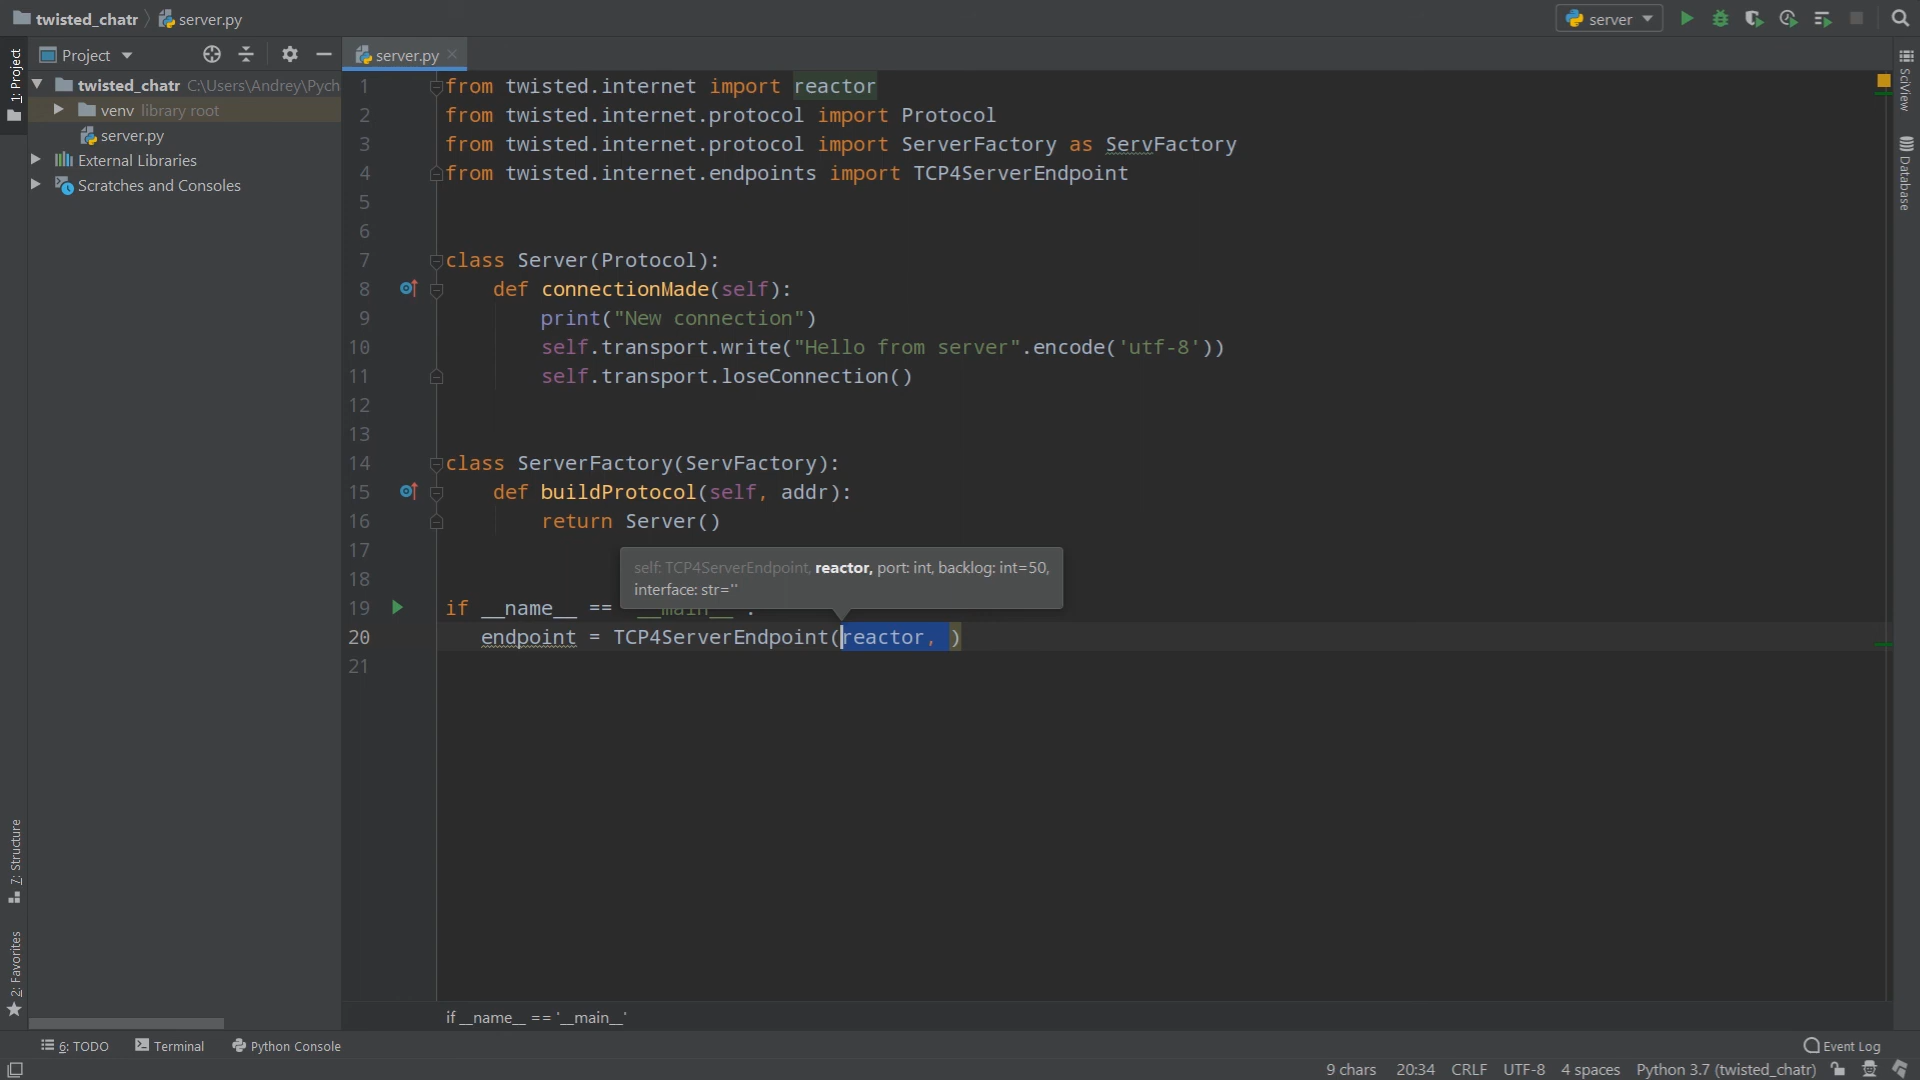 twisted_chatr
server.py
server
1: Project
Project
server.py
twisted_chatr C:\Users\Andrey\Pych
venv library root
server.py
External Libraries
Scratches and Consoles
1 from twisted.internet import reactor
2 from twisted.internet.protocol import Protocol
3 from twisted.internet.protocol import ServerFactory as ServFactory
4 from twisted.internet.endpoints import TCP4ServerEndpoint
5
6
7 class Server(Protocol):
8 def connectionMade(self):
9 print("New connection")
10 self.transport.write("Hello from server".encode('utf-8'))
11 self.transport.loseConnection()
12
13
14 class ServerFactory(ServFactory):
15 def buildProtocol(self, addr):
16 return Server()
17
18
self: TCP4ServerEndpoint, reactor, port: int, backlog: int=50,
interface: str=''
19 if __name__ == '__main__':
20 endpoint = TCP4ServerEndpoint(reactor, )
21
SciView
Database
7: Structure
2: Favorites
if __name__ == '__main__'
6: TODO
Terminal
Python Console
Event Log
9 chars 20:34 CRLF UTF-8 4 spaces Python 3.7 (twisted_chatr)